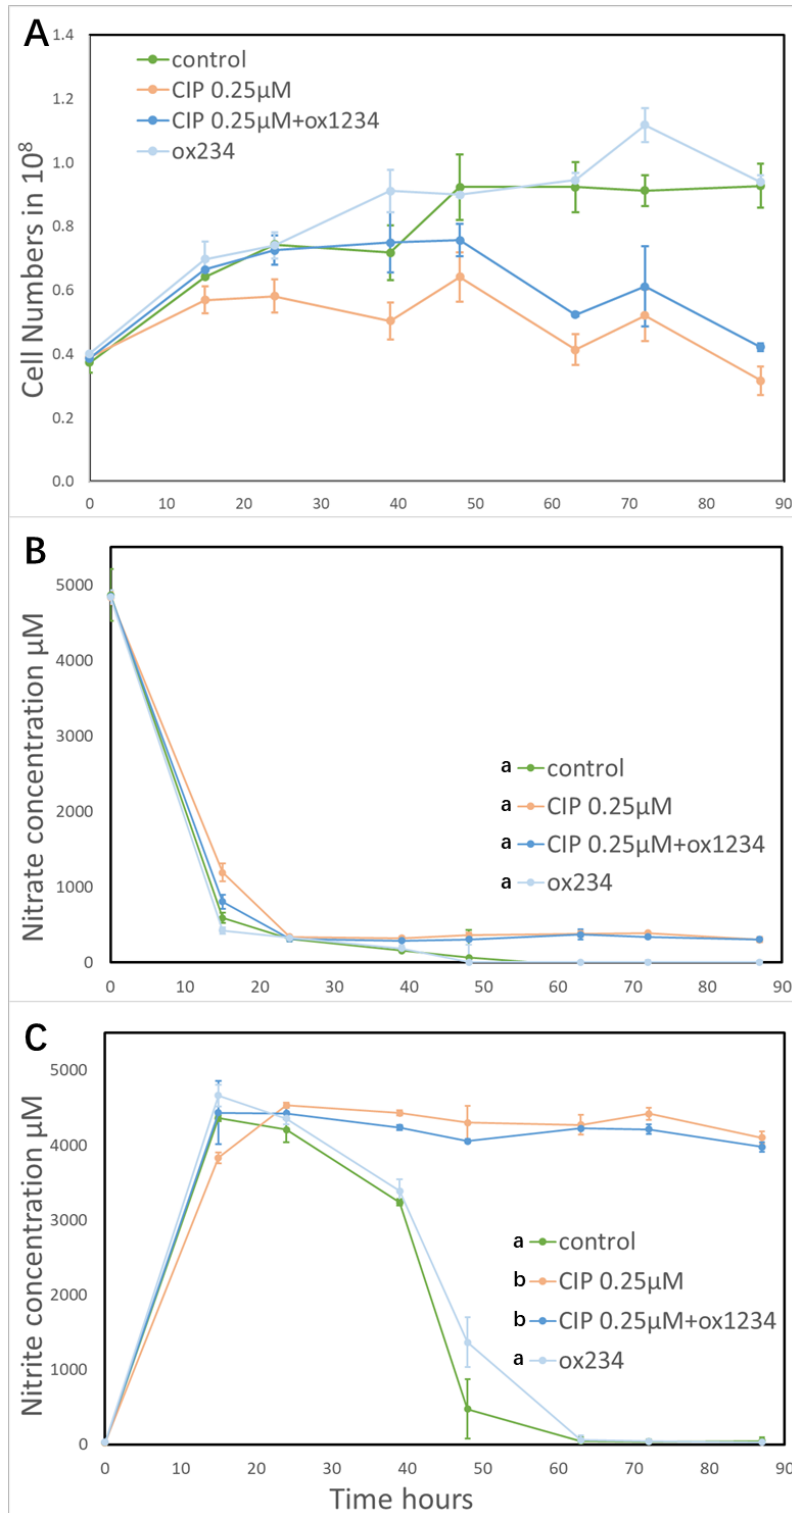 A
Cell Numbers in 10⁸
1.4
1.2
1.0
0.8
0.6
0.4
0.2
0.0
control
CIP 0.25μM
CIP 0.25μM+ox1234
ox234
0 10 20 30 40 50 60 70 80 90
B
Nitrate concentration μM
5000
4000
3000
2000
1000
0
a control
a CIP 0.25μM
a CIP 0.25μM+ox1234
a ox234
0 10 20 30 40 50 60 70 80 90
C
Nitrite concentration μM
5000
4000
3000
2000
1000
0
a control
b CIP 0.25μM
b CIP 0.25μM+ox1234
a ox234
0 10 20 30 40 50 60 70 80 90
Time hours